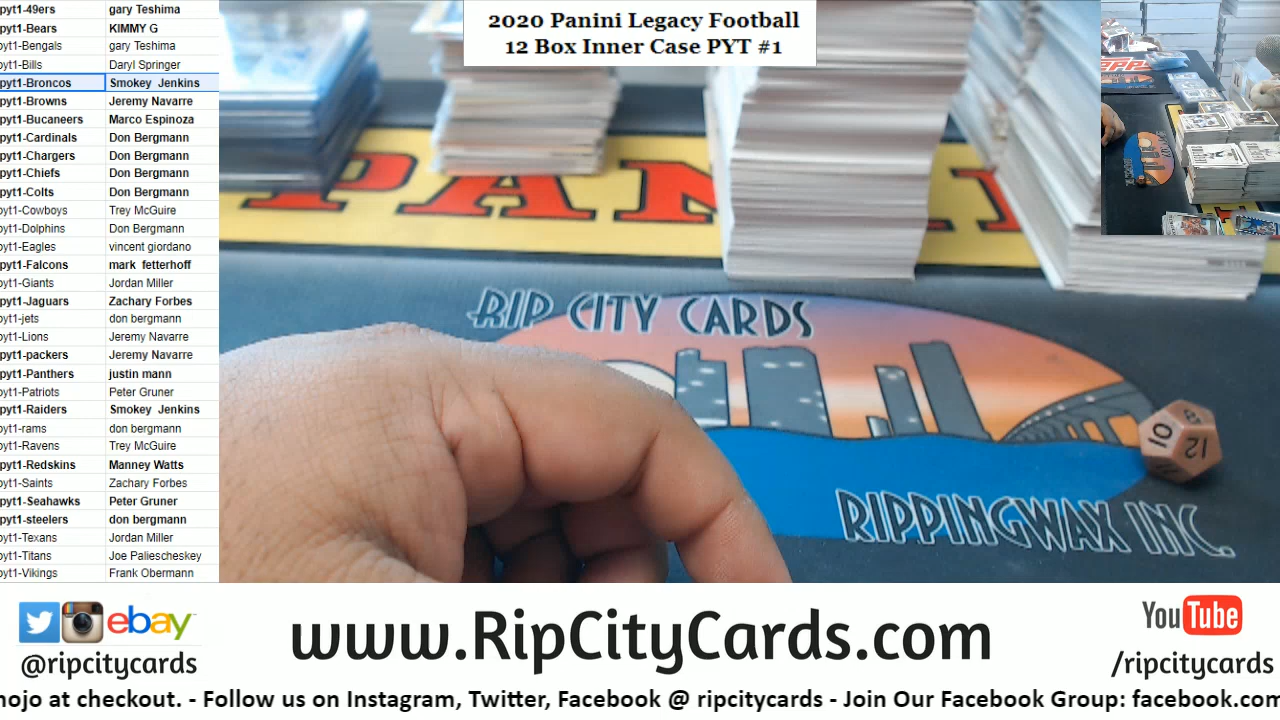 pyt1-49ers gary Teshima
pyt1-Bears KIMMY G
pyt1-Bengals gary Teshima
pyt1-Bills Daryl Springer
pyt1-Broncos Smokey Jenkins
pyt1-Browns Jeremy Navarre
pyt1-Bucaneers Marco Espinoza
pyt1-Cardinals Don Bergmann
pyt1-Chargers Don Bergmann
pyt1-Chiefs Don Bergmann
pyt1-Colts Don Bergmann
pyt1-Cowboys Trey McGuire
pyt1-Dolphins Don Bergmann
pyt1-Eagles vincent giordano
pyt1-Falcons mark fetterhoff
pyt1-Giants Jordan Miller
pyt1-Jaguars Zachary Forbes
pyt1-jets don bergmann
pyt1-Lions Jeremy Navarre
pyt1-packers Jeremy Navarre
pyt1-Panthers justin mann
pyt1-Patriots Peter Gruner
pyt1-Raiders Smokey Jenkins
pyt1-rams don bergmann
pyt1-Ravens Trey McGuire
pyt1-Redskins Manney Watts
pyt1-Saints Zachary Forbes
pyt1-Seahawks Peter Gruner
pyt1-steelers don bergmann
pyt1-Texans Jordan Miller
pyt1-Titans Joe Paliescheskey
pyt1-Vikings Frank Obermann
2020 Panini Legacy Football
12 Box Inner Case PYT #1
PANI
RIP CITY CARDS
10
12
RIPPINGWAX INC.
ebay
@ripcitycards
www.RipCityCards.com
YouTube
/ripcitycards
mojo at checkout. - Follow us on Instagram, Twitter, Facebook @ ripcitycards - Join Our Facebook Group: facebook.com